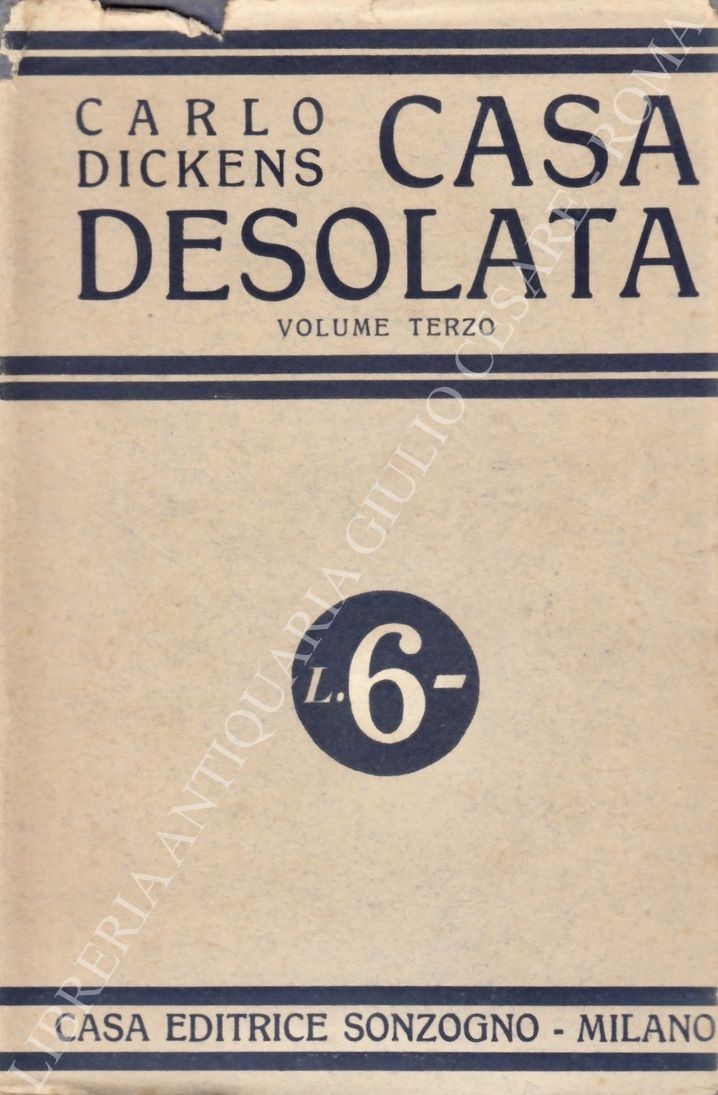 CARLO
DICKENS
CASA
DESOLATA
VOLUME TERZO
L. 6-
CASA EDITRICE SONZOGNO - MILANO
LIBRERIA ANTIQUARIA GIULIO CESARE - ROMA